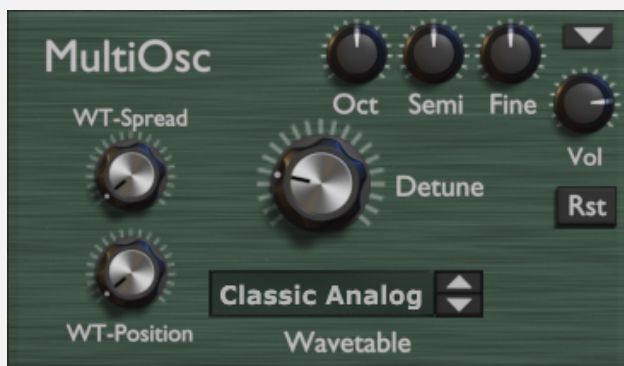 MultiOsc
Oct Semi Fine
WT-Spread
Vol
Detune
Rst
Classic Analog
WT-Position
Wavetable